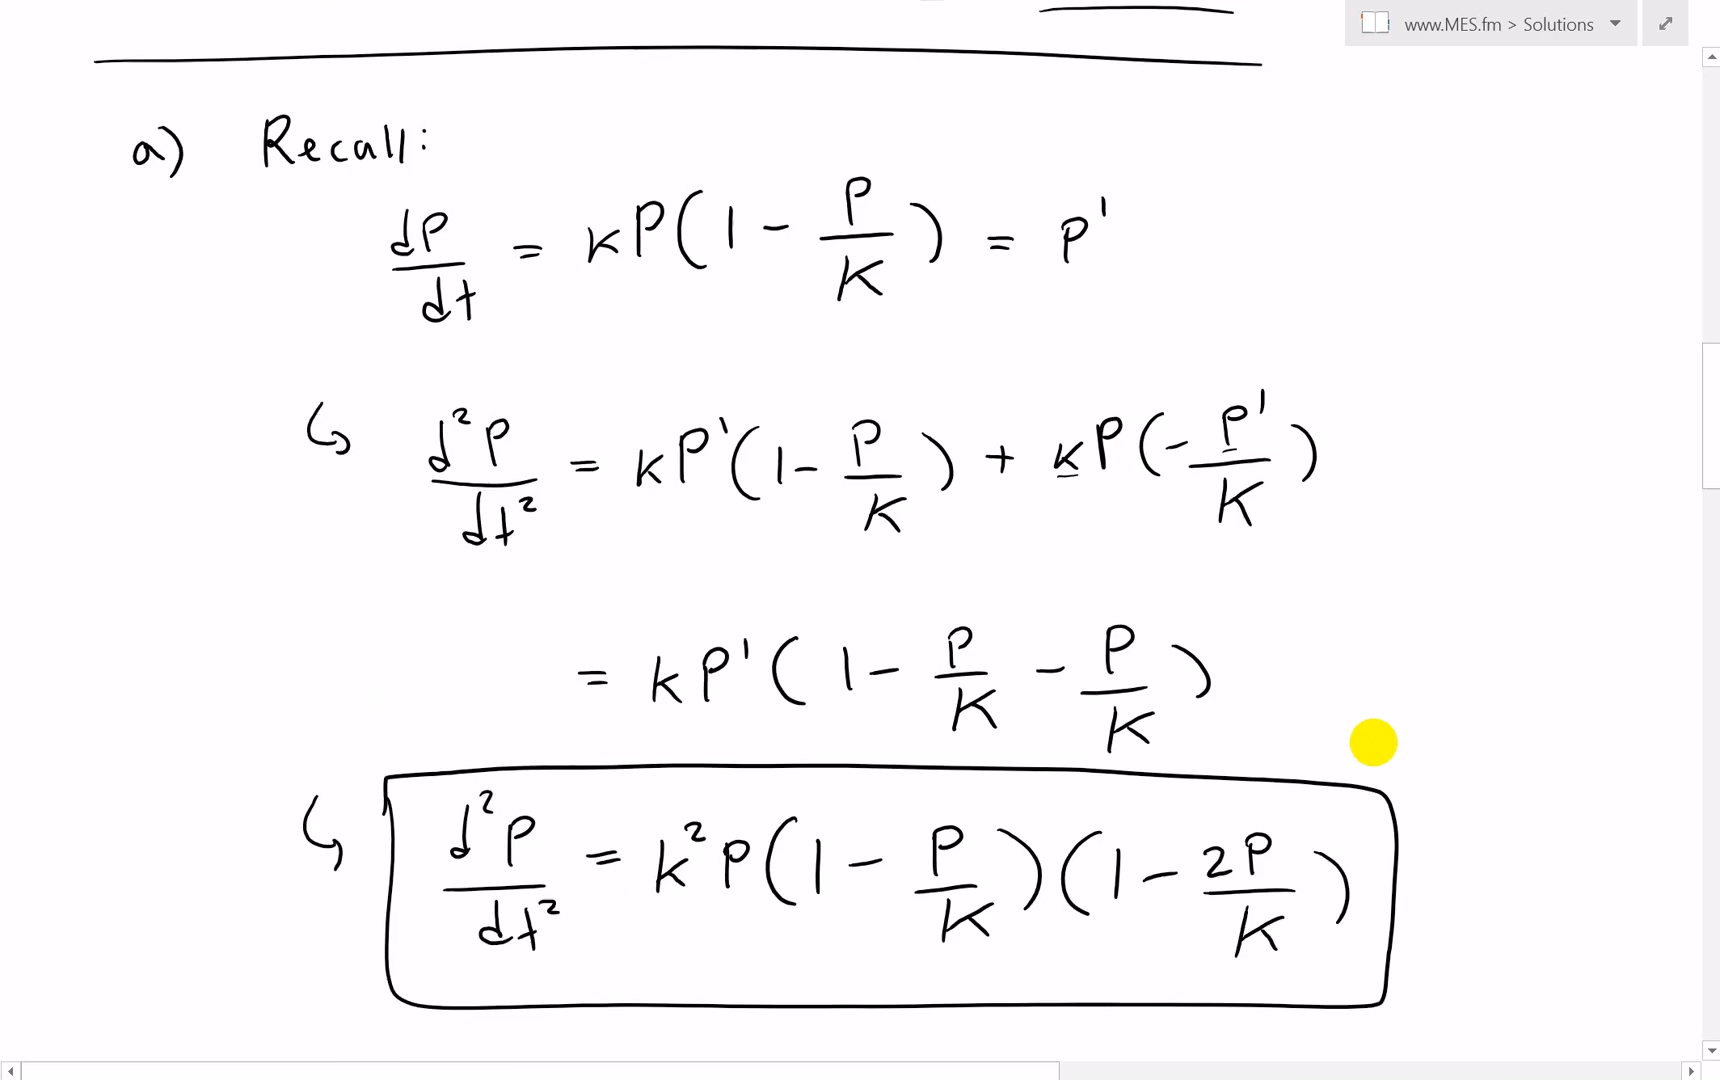 www.MES.fm > Solutions
a) Recall:
dP/dt = kP(1 - P/K) = P'
↳ d²P/dt² = kP'(1 - P/K) + kP(-P'/K)
= kP'(1 - P/K - P/K)
↳ d²P/dt² = k²P(1 - P/K)(1 - 2P/K)